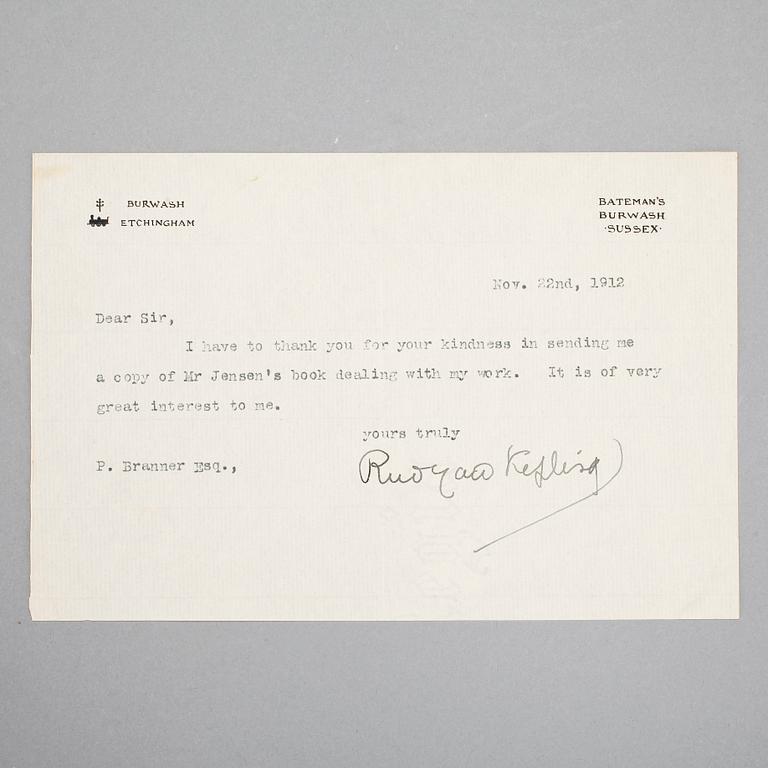 BURWASH
ETCHINGHAM
BATEMAN'S
BURWASH
·SUSSEX·
Nov. 22nd, 1912
Dear Sir,
I have to thank you for your kindness in sending me
a copy of Mr Jensen's book dealing with my work. It is of very
great interest to me.
yours truly
P. Branner Esq.,
Rudyard Kipling